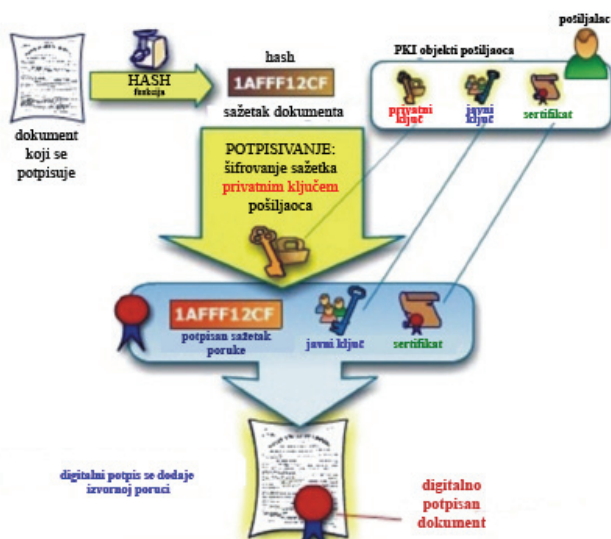 pošiljalac
PKI objekti pošiljaoca
privatni
ključ
javni
ključ
sertifikat
HASH
funkcija
hash
1AFFF12CF
sažetak dokumenta
dokument
koji se
potpisuje
POTPISIVANJE:
šifrovanje sažetka
privatnim ključem
pošiljaoca
1AFFF12CF
potpisan sažetak
poruke
javni ključ
sertifikat
digitalni potpis se dodaje
izvornoj poruci
digitalno
potpisan
dokument